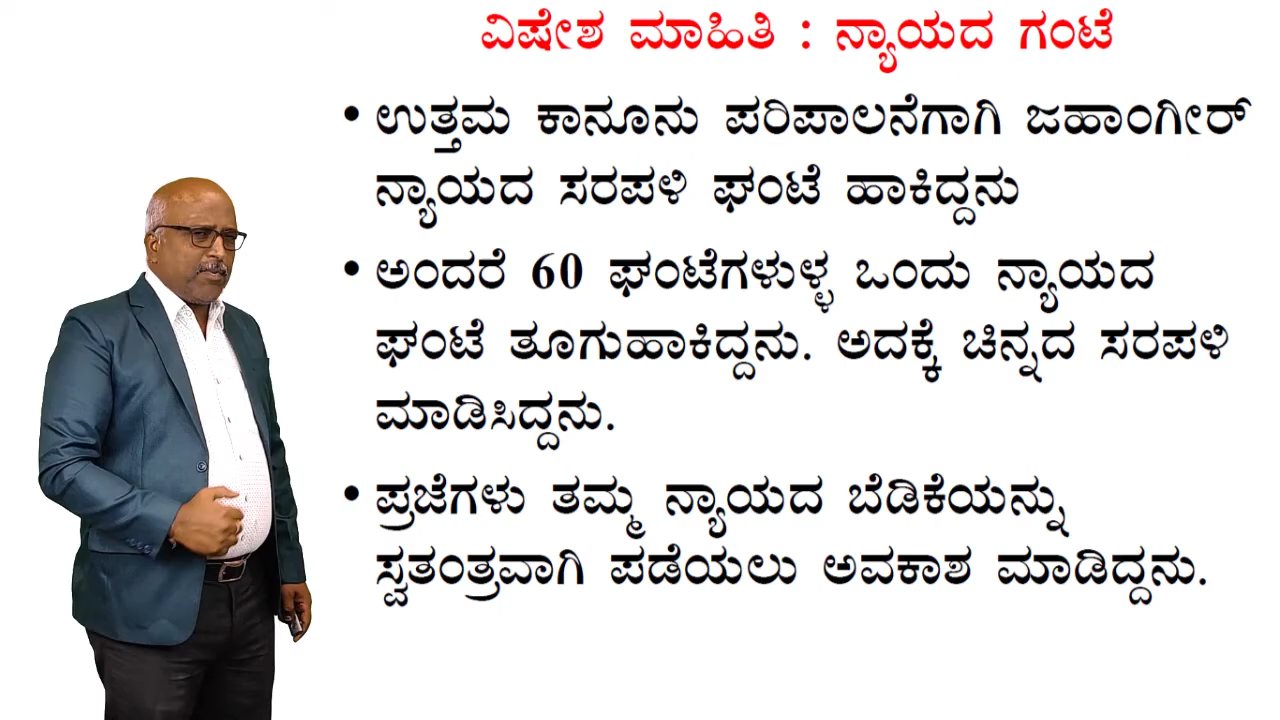 ವಿಷೇಶ ಮಾಹಿತಿ : ನ್ಯಾಯದ ಗಂಟೆ
• ಉತ್ತಮ ಕಾನೂನು ಪರಿಪಾಲನೆಗಾಗಿ ಜಹಾಂಗೀರ್
ನ್ಯಾಯದ ಸರಪಳಿ ಘಂಟೆ ಹಾಕಿದ್ದನು
• ಅಂದರೆ 60 ಘಂಟೆಗಳುಳ್ಳ ಒಂದು ನ್ಯಾಯದ
ಘಂಟೆ ತೂಗುಹಾಕಿದ್ದನು. ಅದಕ್ಕೆ ಚಿನ್ನದ ಸರಪಳಿ
ಮಾಡಿಸಿದ್ದನು.
• ಪ್ರಜೆಗಳು ತಮ್ಮ ನ್ಯಾಯದ ಬೆಡಿಕೆಯನ್ನು
ಸ್ವತಂತ್ರವಾಗಿ ಪಡೆಯಲು ಅವಕಾಶ ಮಾಡಿದ್ದನು.